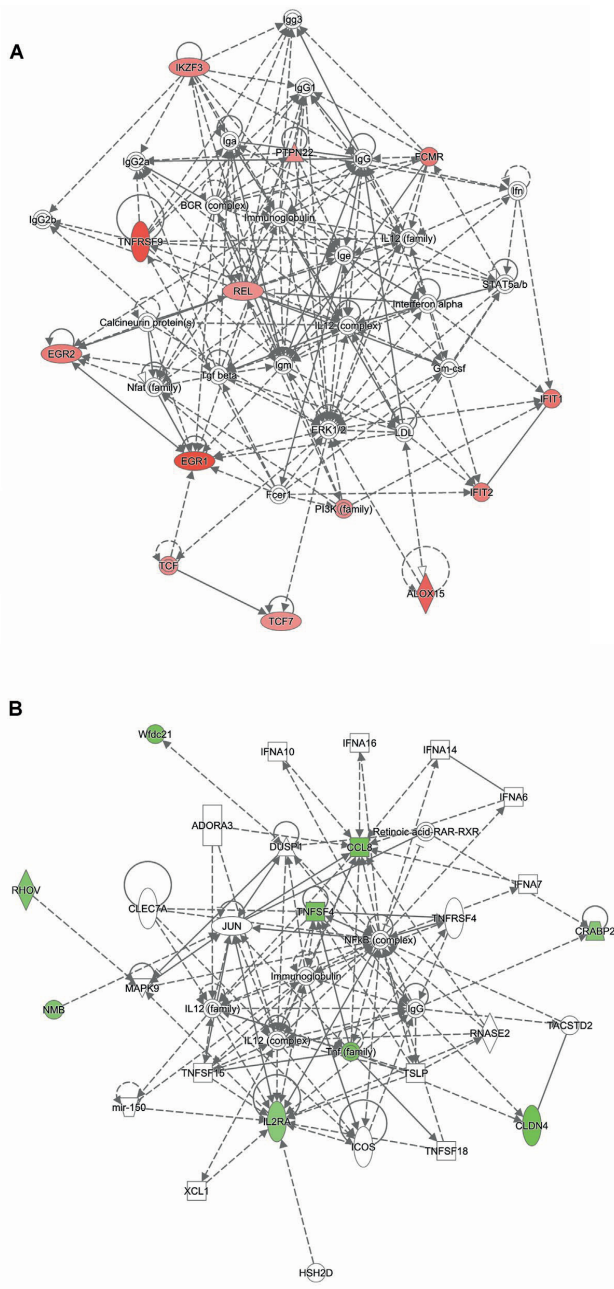 Igg3
A
IKZF3
IgG1
Iga
PTPN22
IgG2a
IgG
FCMR
Ifn
BCR (complex)
IgG2b
Immunoglobulin
TNFRSF9
IL12 (family)
Ige
STAT5a/b
REL
Interferon alpha
Calcineurin protein(s)
IL12 (complex)
EGR2
Igm
Gm-csf
Tgf beta
Nfat (family)
IFIT1
ERK1/2
LDL
EGR1
IFIT2
Fcer1
PI3K (family)
TCF
ALOX15
TCF7
B
Wfdc21
IFNA10
IFNA16
IFNA14
IFNA6
ADORA3
Retinoic acid-RAR-RXR
DUSP1
CCL8
RHOV
IFNA7
CLEC7A
TNFSF4
TNFRSF4
JUN
CRABP2
NFkB (complex)
MAPK9
Immunoglobulin
NMB
IL12 (family)
IgG
RNASE2
TACSTD2
IL12 (complex)
Tnf (family)
TNFSF15
TSLP
mir-150
IL2RA
CLDN4
ICOS
TNFSF18
XCL1
HSH2D